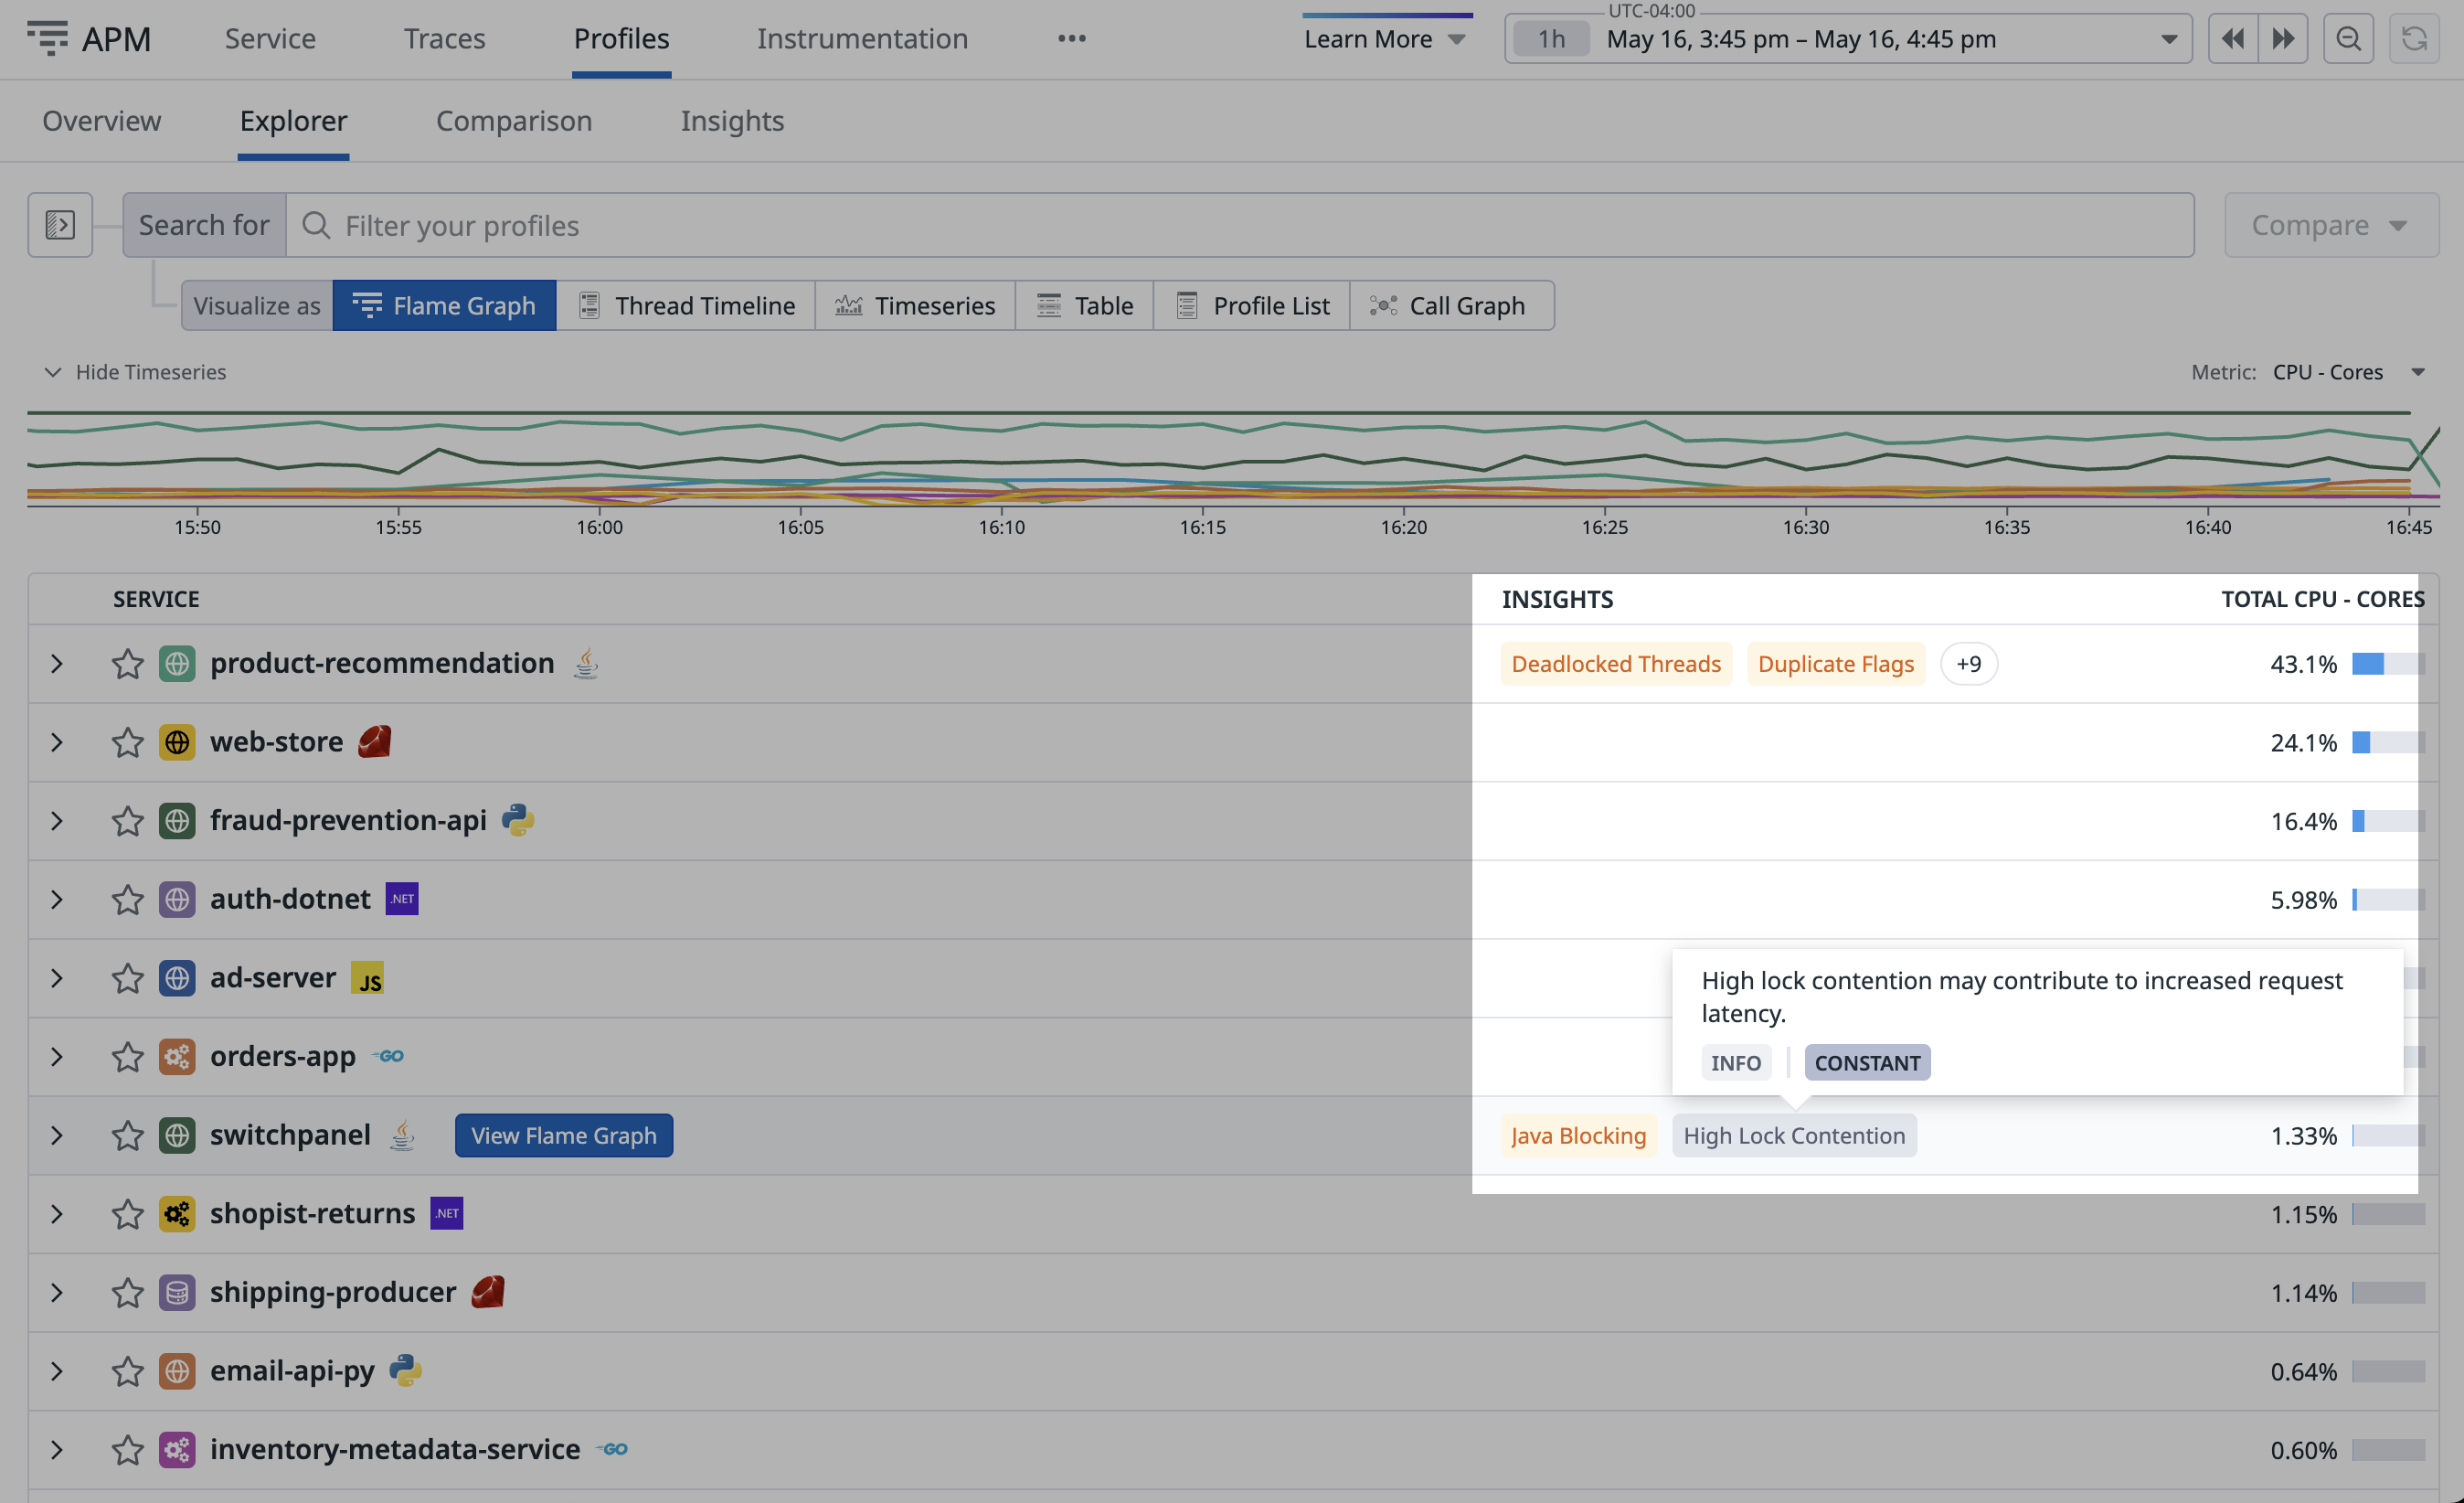 UTC-04:00
APM Service Traces Profiles Instrumentation ••• Learn More 1h May 16, 3:45 pm – May 16, 4:45 pm
Overview Explorer Comparison Insights
Search for Filter your profiles Compare
Visualize as Flame Graph Thread Timeline Timeseries Table Profile List Call Graph
Hide Timeseries Metric: CPU - Cores
15:50 15:55 16:00 16:05 16:10 16:15 16:20 16:25 16:30 16:35 16:40 16:45
SERVICE INSIGHTS TOTAL CPU - CORES
product-recommendation Deadlocked Threads Duplicate Flags +9 43.1%
web-store 24.1%
fraud-prevention-api 16.4%
auth-dotnet .NET 5.98%
ad-server JS
High lock contention may contribute to increased request
latency.
INFO CONSTANT
orders-app GO
switchpanel View Flame Graph Java Blocking High Lock Contention 1.33%
shopist-returns .NET 1.15%
shipping-producer 1.14%
email-api-py 0.64%
inventory-metadata-service GO 0.60%